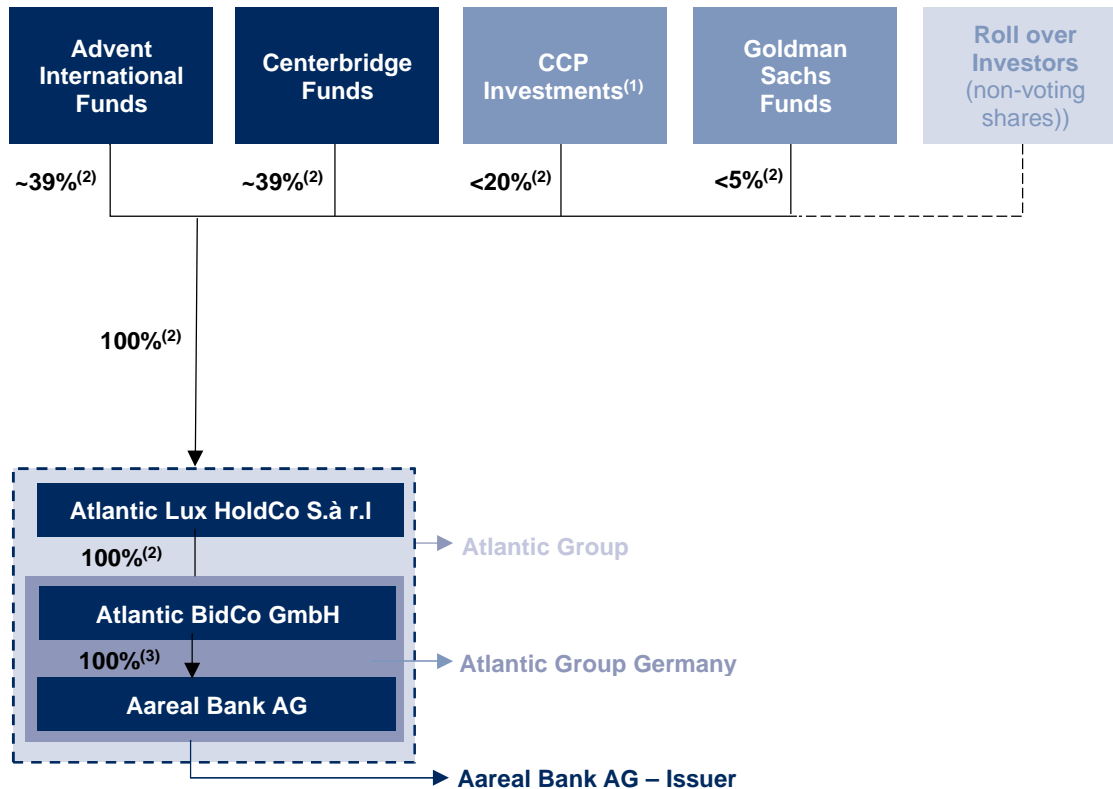 Advent
International
Funds
Centerbridge
Funds
CCP
Investments(1)
Goldman
Sachs
Funds
Roll over
Investors
(non-voting
shares))
~39%(2)
~39%(2)
<20%(2)
<5%(2)
100%(2)
Atlantic Lux HoldCo S.à r.l
100%(2)
Atlantic Group
Atlantic BidCo GmbH
100%(3)
Atlantic Group Germany
Aareal Bank AG
Aareal Bank AG – Issuer